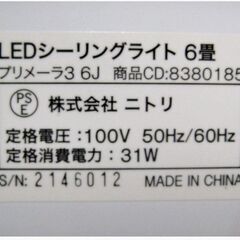 LEDシーリングライト 6畳
プリメーラ3 6J 商品CD:8380185
PSE 株式会社 ニトリ
定格電圧:100V 50Hz/60Hz
定格消費電力:31W
S/N: 2146012 MADE IN CHINA